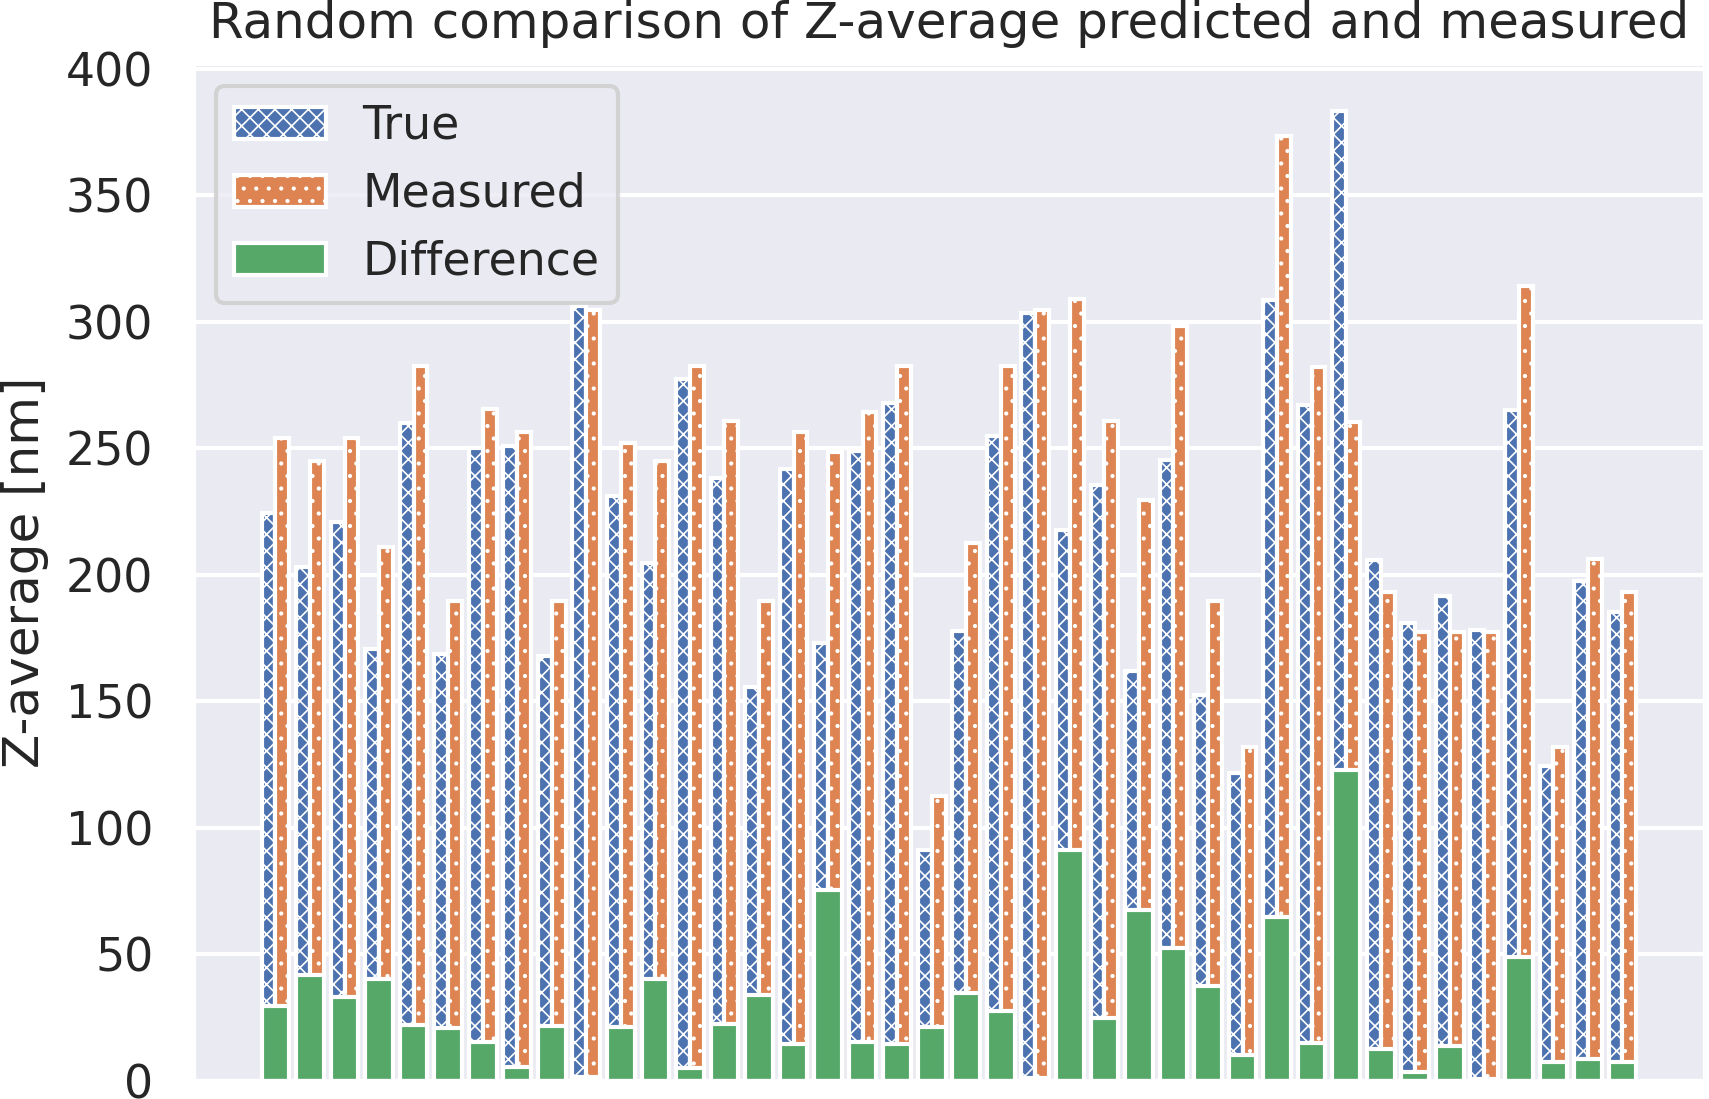 Random comparison of Z-average predicted and measured
400
350
300
250
200
150
100
50
0
Z-average [nm]
True
Measured
Difference